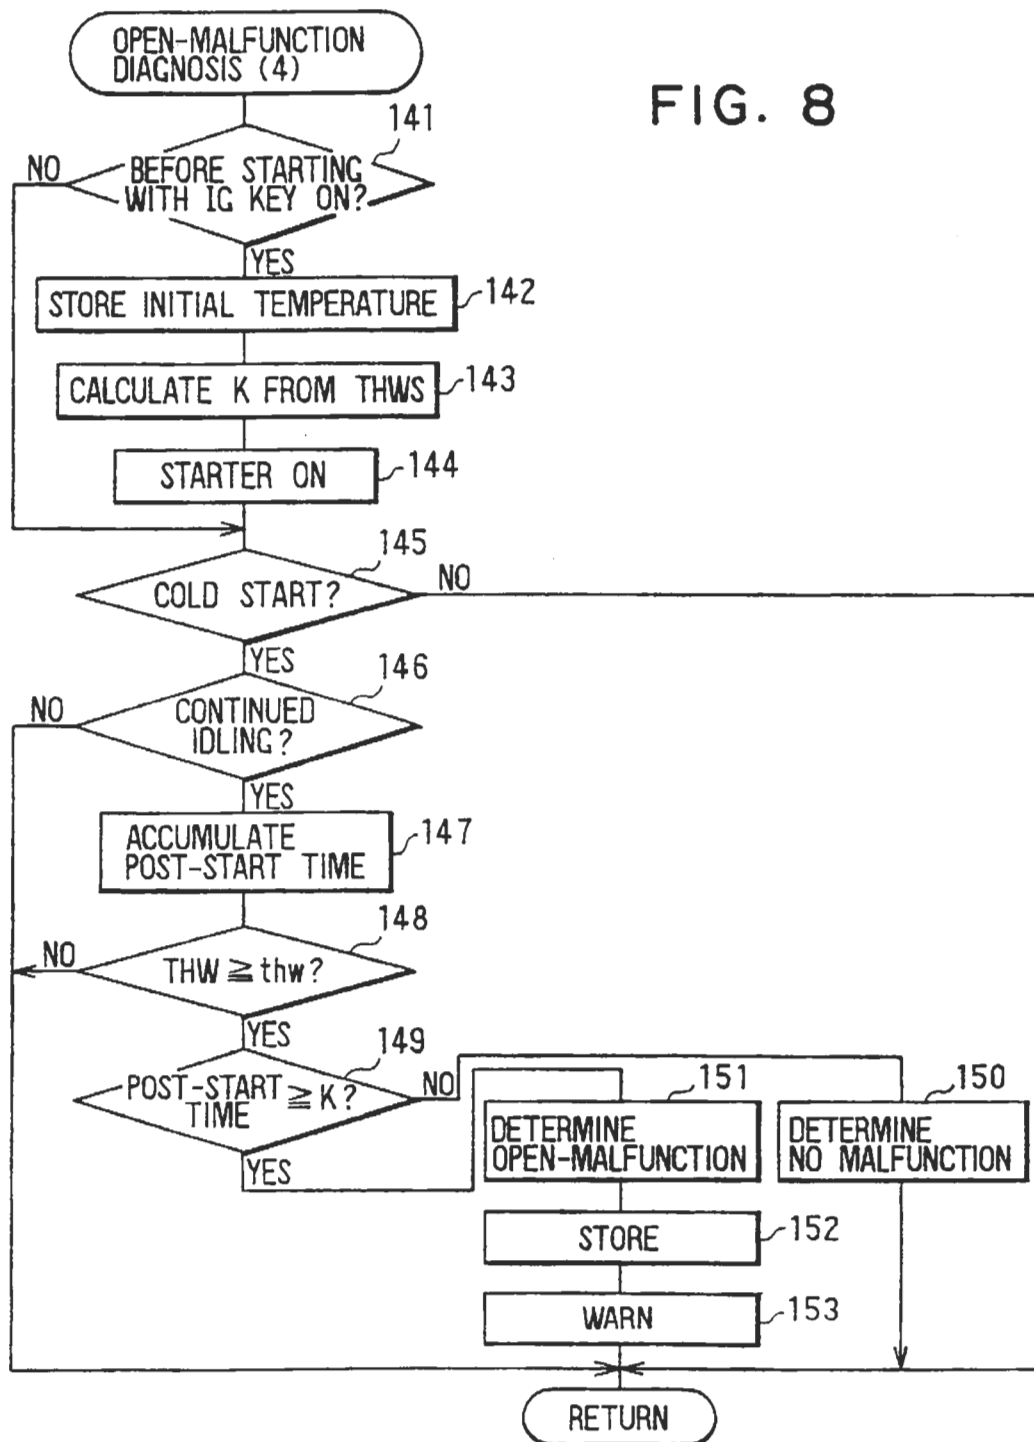 OPEN-MALFUNCTION
DIAGNOSIS (4)
FIG. 8
141
NO
BEFORE STARTING
WITH IG KEY ON?
YES
STORE INITIAL TEMPERATURE
142
CALCULATE K FROM THWS
143
STARTER ON
144
145
COLD START?
NO
YES
146
NO
CONTINUED
IDLING?
YES
ACCUMULATE
POST-START TIME
147
148
NO
THW ≧ thw?
YES
149
POST-START
TIME
≧ K?
NO
YES
151
DETERMINE
OPEN-MALFUNCTION
150
DETERMINE
NO MALFUNCTION
STORE
152
WARN
153
RETURN